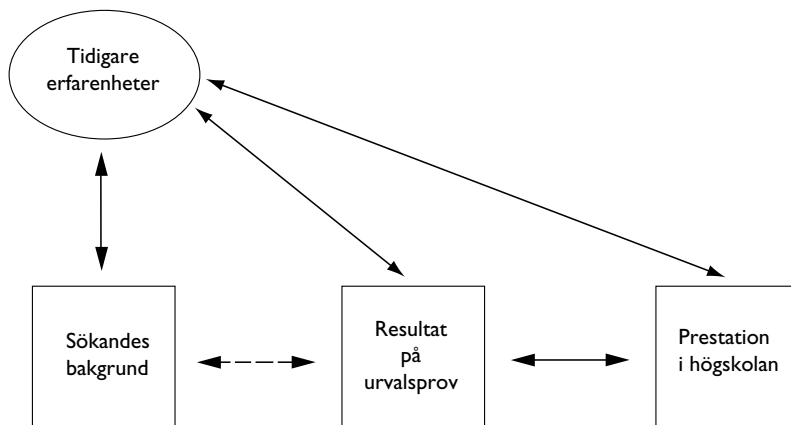 Tidigare
erfarenheter
Sökandes
bakgrund
Resultat
på
urvalsprov
Prestation
i högskolan